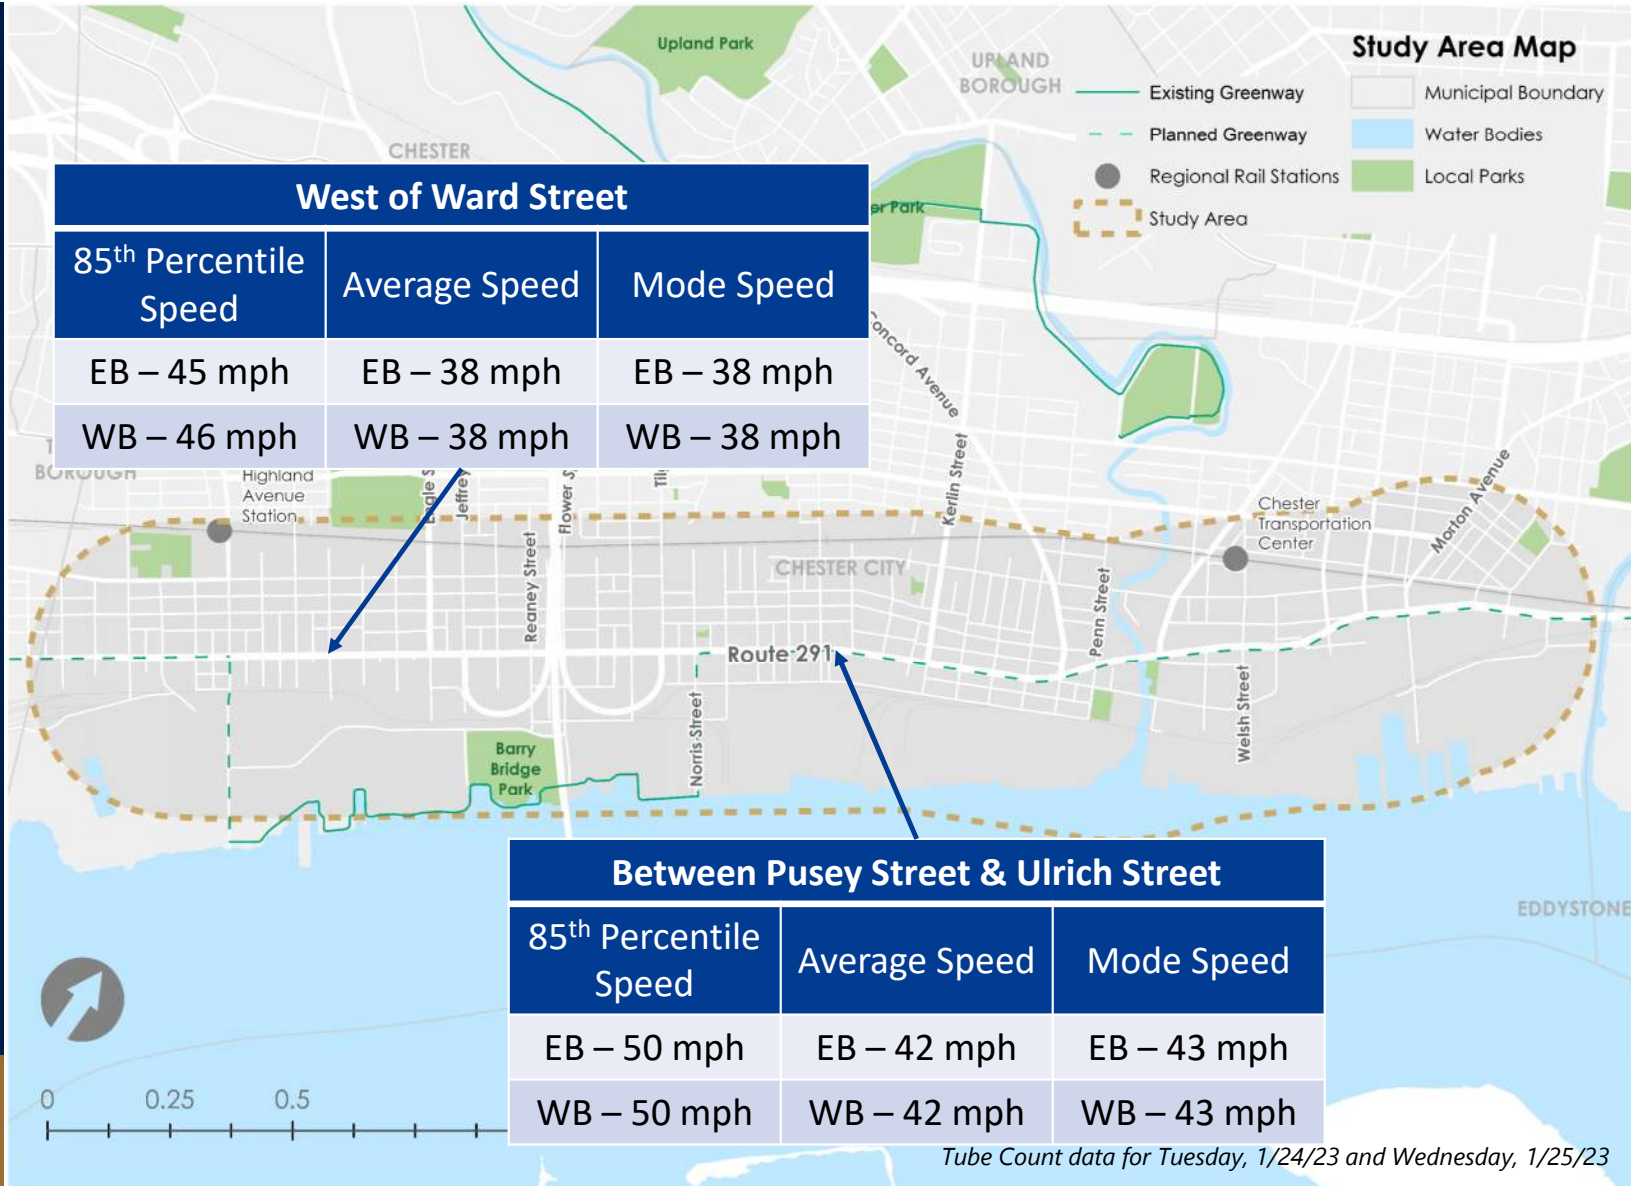 Upland Park
UPLAND
BOROUGH
CHESTER
Study Area Map
Existing Greenway
Planned Greenway
Regional Rail Stations
Study Area
Municipal Boundary
Water Bodies
Local Parks
West of Ward Street
85th Percentile Speed
Average Speed
Mode Speed
EB – 45 mph
EB – 38 mph
EB – 38 mph
WB – 46 mph
WB – 38 mph
WB – 38 mph
Park
Concord Avenue
BOROUGH
Highland
Avenue
Station
Jeffrey
Flower S
Reaney Street
Kerlin Street
CHESTER CITY
Chester
Transportation
Center
Morton Avenue
Penn Street
Route 291
Norris Street
Welsh Street
Barry
Bridge
Park
Between Pusey Street & Ulrich Street
85th Percentile Speed
Average Speed
Mode Speed
EB – 50 mph
EB – 42 mph
EB – 43 mph
WB – 50 mph
WB – 42 mph
WB – 43 mph
EDDYSTONE
0 0.25 0.5
Tube Count data for Tuesday, 1/24/23 and Wednesday, 1/25/23